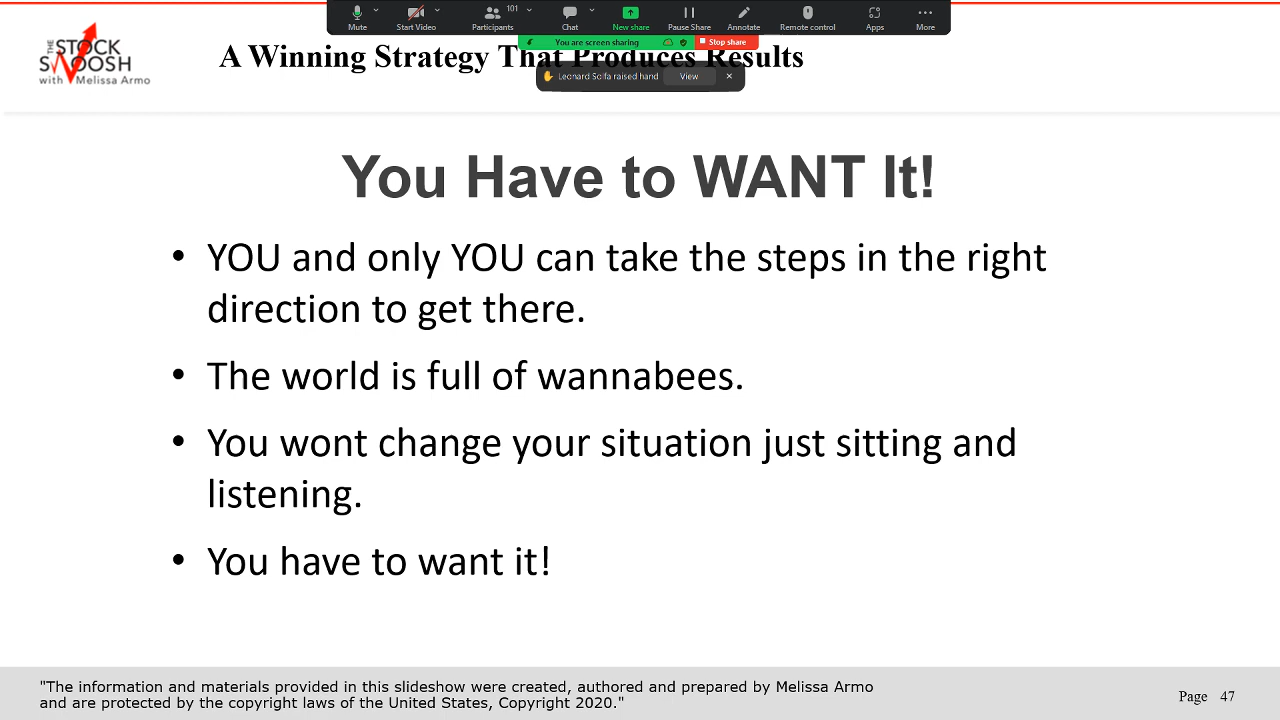 Mute
Start Video
Participants
101
Chat
New share
Pause Share
Annotate
Remote control
Apps
More
You are screen sharing
Stop share
THE
STOCK
SWOOSH
with Melissa Armo
A Winning Strategy That Produces Results
Leonard Solfa raised hand
View
You Have to WANT It!
• YOU and only YOU can take the steps in the right
direction to get there.
• The world is full of wannabees.
• You wont change your situation just sitting and
listening.
• You have to want it!
"The information and materials provided in this slideshow were created, authored and prepared by Melissa Armo
and are protected by the copyright laws of the United States, Copyright 2020."
Page 47